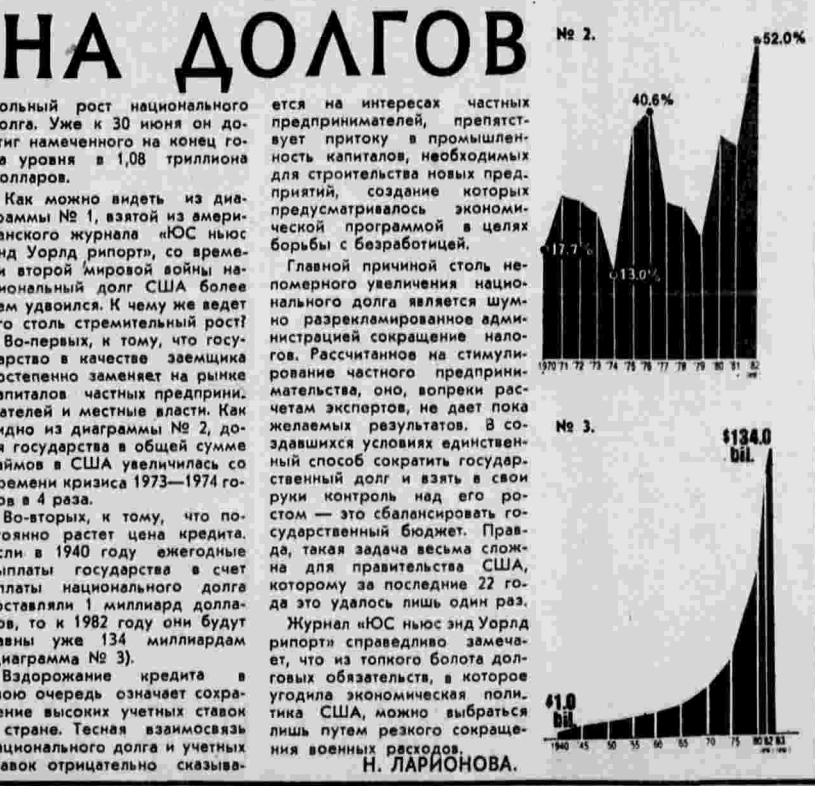 НА ДОЛГОВ
ольный рост национального
олга. Уже к 30 июня он до-
тиг намеченного на конец го-
а уровня в 1,08 триллиона
олларов.
Как можно видеть из диа-
раммы № 1, взятой из амери-
анского журнала «ЮС ньюс
нд Уорлд рипорт», со време-
и второй мировой войны на-
иональный долг США более
ем удвоился. К чему же ведет
го столь стремительный рост?
Во-первых, к тому, что госу-
арство в качестве заемщика
остепенно заменяет на рынке
апиталов частных предприни-
ателей и местные власти. Как
идно из диаграммы № 2, до-
я государства в общей сумме
аймов в США увеличилась со
ремени кризиса 1973—1974 го-
ов в 4 раза.
Во-вторых, к тому, что по-
тоянно растет цена кредита.
сли в 1940 году ежегодные
ыплаты государства в счет
платы национального долга
оставляли 1 миллиард долла-
ов, то к 1982 году они будут
авны уже 134 миллиардам
диаграмма № 3).
Вздорожание кредита в
вою очередь означает сохра-
ение высоких учетных ставок
стране. Тесная взаимосвязь
ационального долга и учетных
авок отрицательно сказыва-
ется на интересах частных
предпринимателей, препятст-
вует притоку в промышлен-
ность капиталов, необходимых
для строительства новых пред-
приятий, создание которых
предусматривалось экономи-
ческой программой в целях
борьбы с безработицей.
Главной причиной столь не-
померного увеличения нацио-
нального долга является шум-
но разрекламированное адми-
нистрацией сокращение нало-
гов. Рассчитанное на стимули-
рование частного предприни-
мательства, оно, вопреки рас-
четам экспертов, не дает пока
желаемых результатов. В со-
здавшихся условиях единствен-
ный способ сократить государ-
ственный долг и взять в свои
руки контроль над его ро-
стом — это сбалансировать го-
сударственный бюджет. Прав-
да, такая задача весьма слож-
на для правительства США,
которому за последние 22 го-
да это удалось лишь один раз.
Журнал «ЮС ньюс энд Уорлд
рипорт» справедливо замеча-
ет, что из топкого болота дол-
говых обязательств, в которое
угодила экономическая поли-
тика США, можно выбраться
лишь путем резкого сокраще-
ния военных расходов.
Н. ЛАРИОНОВА.
№ 2.
52.0%
40.6%
17.7%
13.0%
1970 '71 '72 '73 '74 '75 '76 '77 '78 '79 '80 '81 82
№ 3.
$134.0
bil.
$1.0
bil.
1940 '45 50 55 60 65 70 75 80 82 83